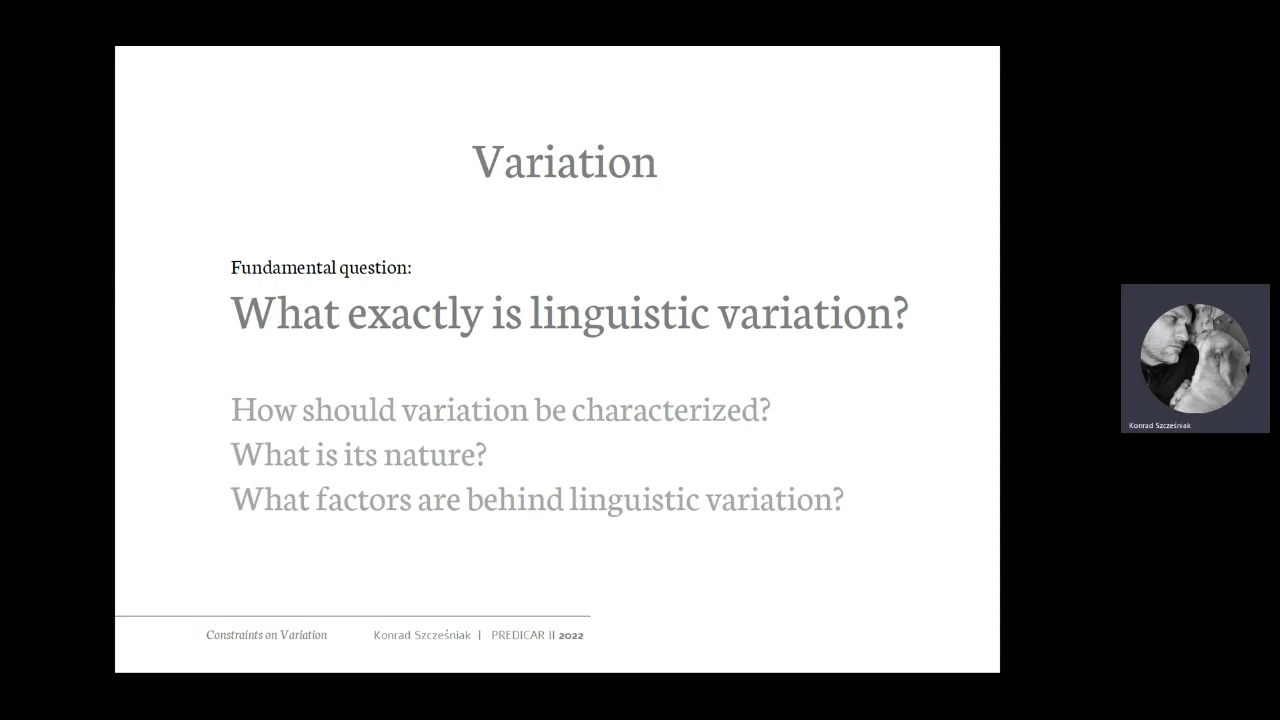 Variation
Fundamental question:
What exactly is linguistic variation?
How should variation be characterized?
What is its nature?
What factors are behind linguistic variation?
Constraints on Variation Konrad Szcześniak | PREDICAR II 2022
Konrad Szcześniak